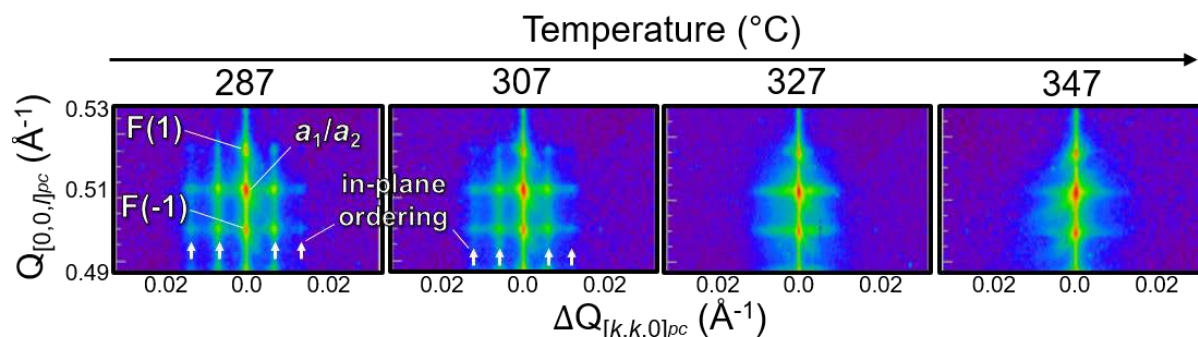 Temperature (°C)
287 307 327 347
0.53
0.51
0.49
Q[0,0,l]pc (Å-1)
F(1)
a1/a2
F(-1)
in-plane
ordering
0.02 0.0 0.02 0.02 0.0 0.02 0.02 0.0 0.02 0.02 0.0 0.02
ΔQ[k,k,0]pc (Å-1)